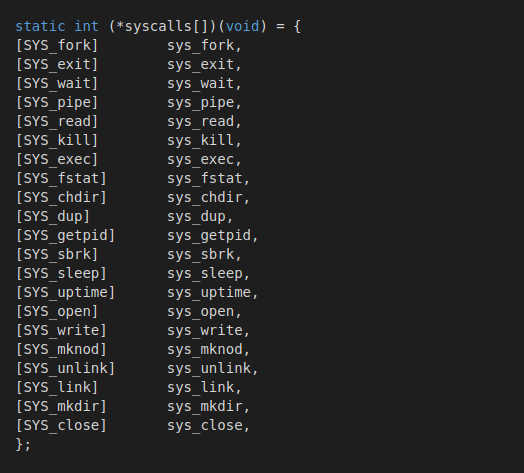 static int (*syscalls[])(void) = {
[SYS_fork]        sys_fork,
[SYS_exit]        sys_exit,
[SYS_wait]        sys_wait,
[SYS_pipe]        sys_pipe,
[SYS_read]        sys_read,
[SYS_kill]        sys_kill,
[SYS_exec]        sys_exec,
[SYS_fstat]       sys_fstat,
[SYS_chdir]       sys_chdir,
[SYS_dup]         sys_dup,
[SYS_getpid]      sys_getpid,
[SYS_sbrk]        sys_sbrk,
[SYS_sleep]       sys_sleep,
[SYS_uptime]      sys_uptime,
[SYS_open]        sys_open,
[SYS_write]       sys_write,
[SYS_mknod]       sys_mknod,
[SYS_unlink]      sys_unlink,
[SYS_link]        sys_link,
[SYS_mkdir]       sys_mkdir,
[SYS_close]       sys_close,
};